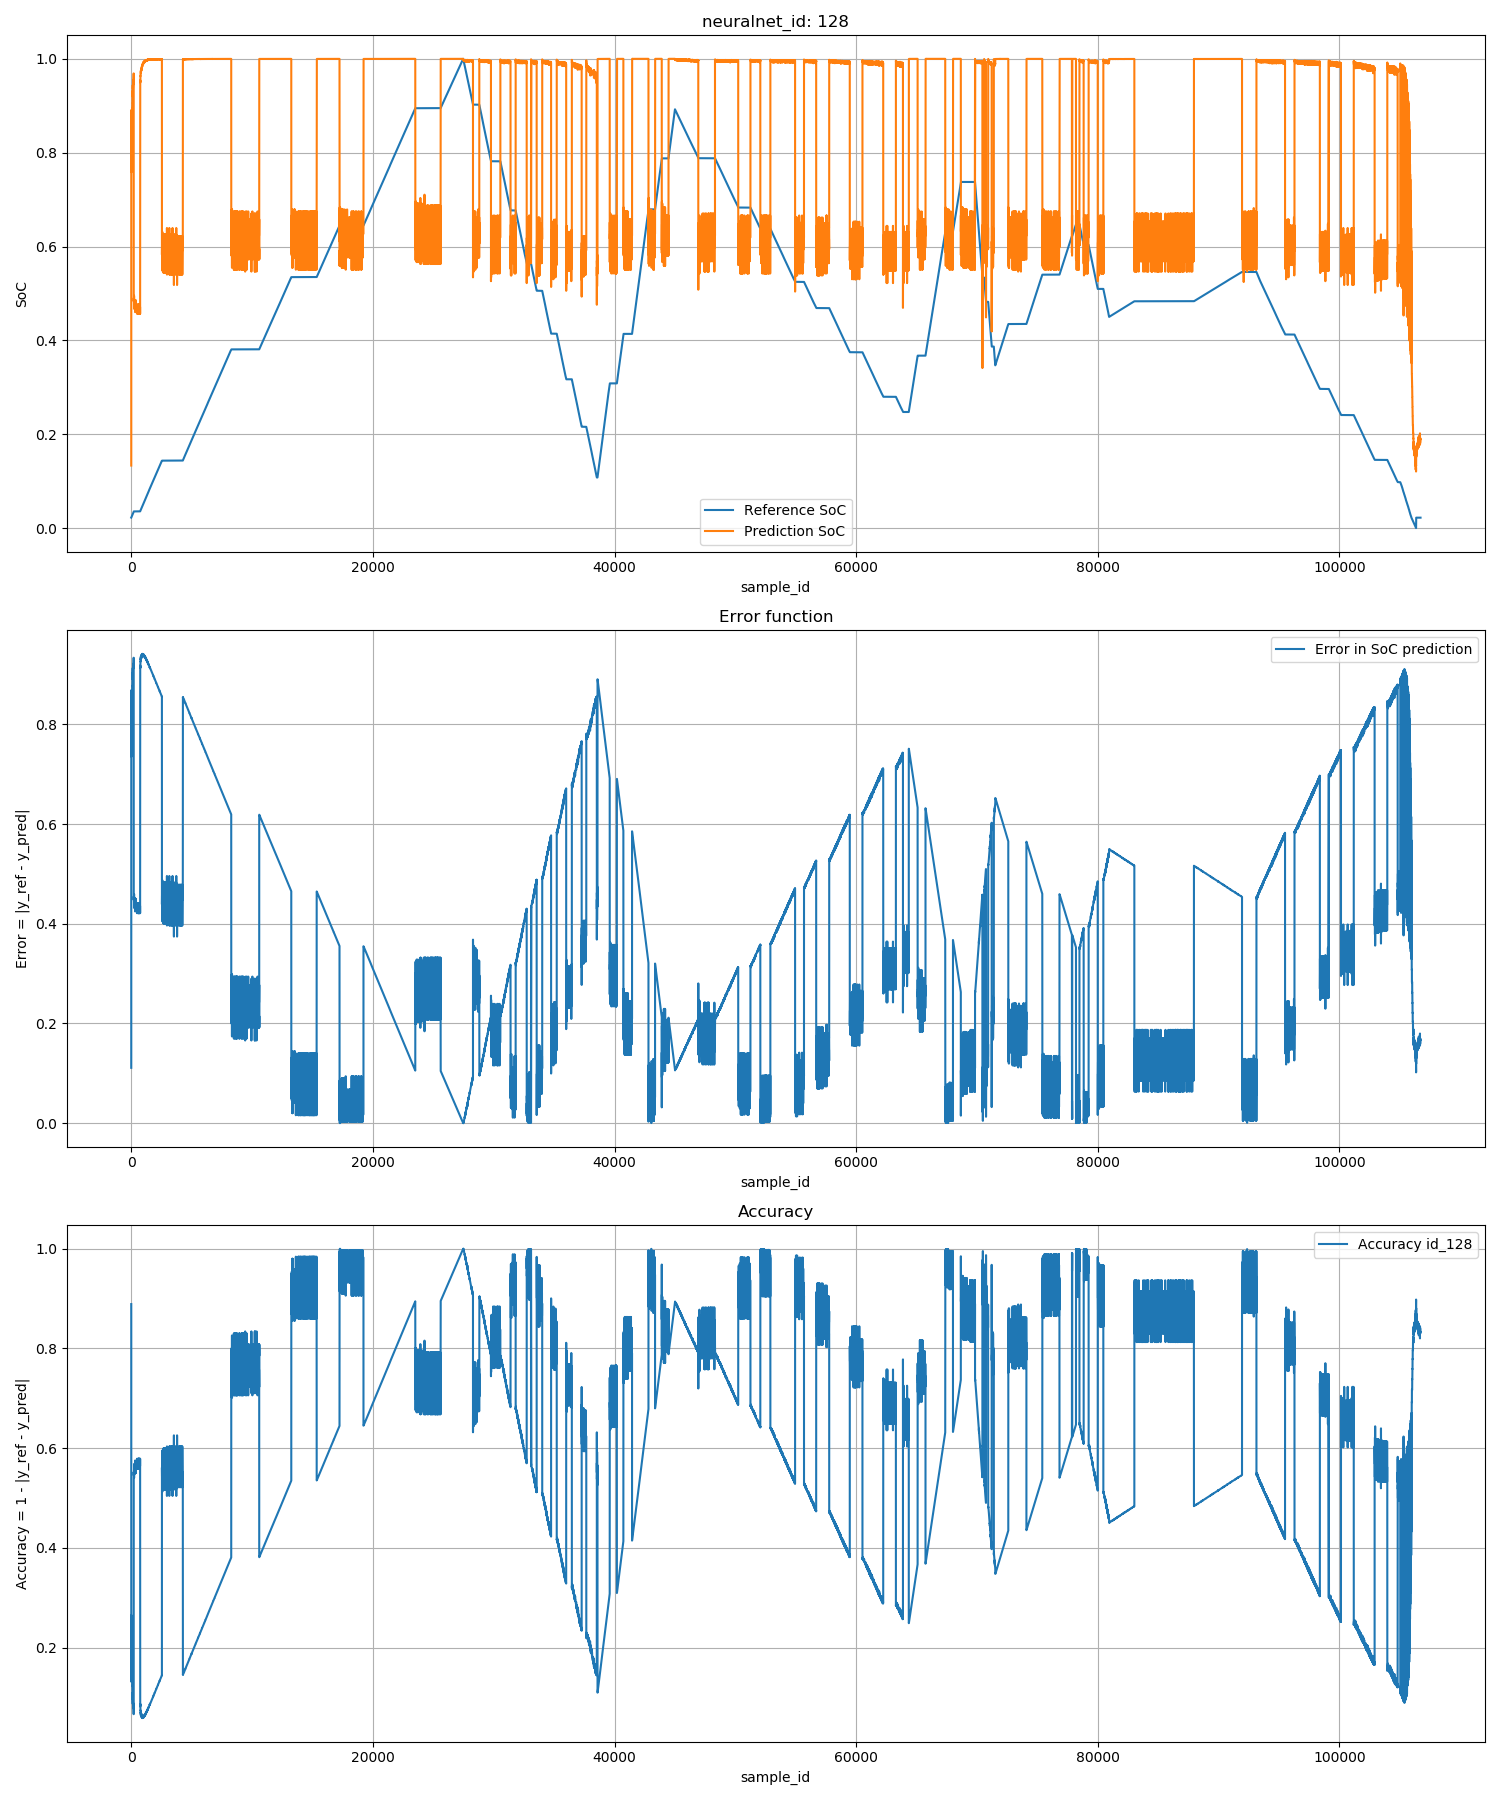 neuralnet_id: 128
1.0
0.8
0.6
0.4
0.2
0.0
SoC
Reference SoC
Prediction SoC
0 20000 40000 60000 80000 100000
sample_id
Error function
Error in SoC prediction
0.8
0.6
0.4
0.2
0.0
Error = |y_ref - y_pred|
0 20000 40000 60000 80000 100000
sample_id
Accuracy
Accuracy id_128
1.0
0.8
0.6
0.4
0.2
Accuracy = 1 - |y_ref - y_pred|
0 20000 40000 60000 80000 100000
sample_id